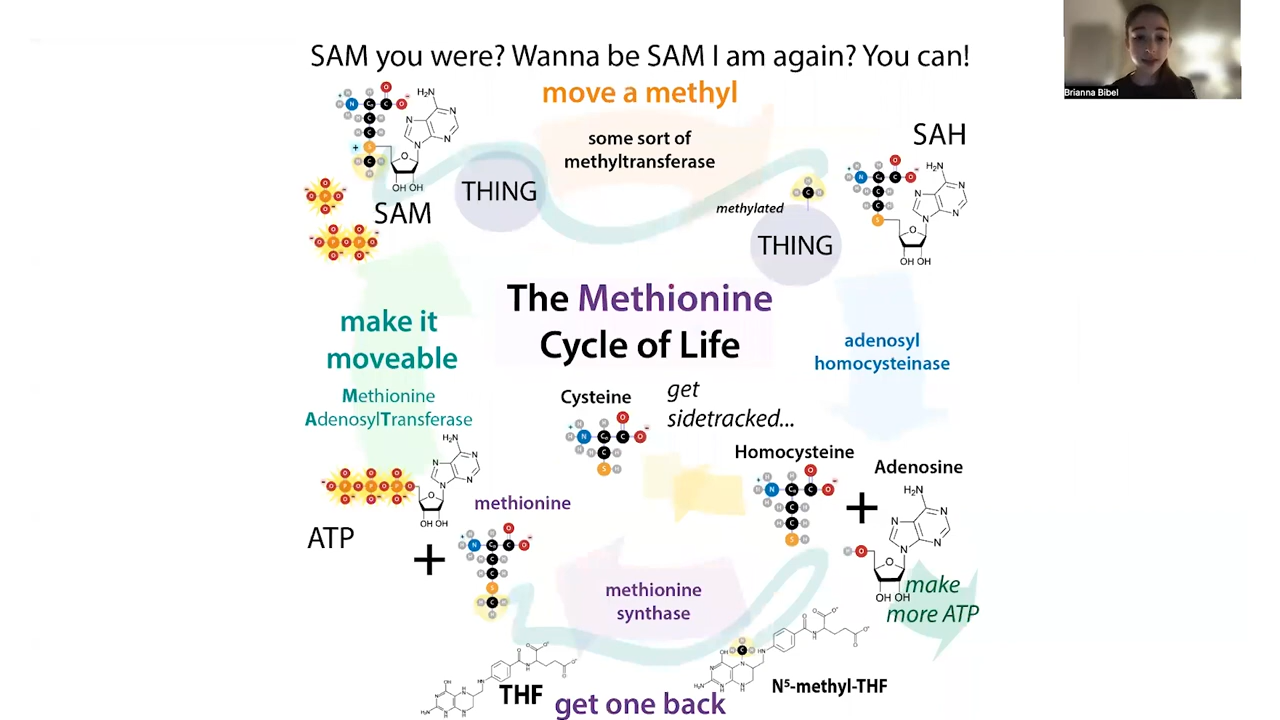 SAM you were? Wanna be SAM I am again? You can!
Brianna Bibel
move a methyl
some sort of
methyltransferase
SAM
THING
methylated
THING
SAH
The Methionine
Cycle of Life
make it
moveable
Methionine
AdenosylTransferase
adenosyl
homocysteinase
Cysteine
get
sidetracked...
Homocysteine
Adenosine
+
ATP
methionine
+
methionine
synthase
make
more ATP
THF
get one back
N⁵-methyl-THF